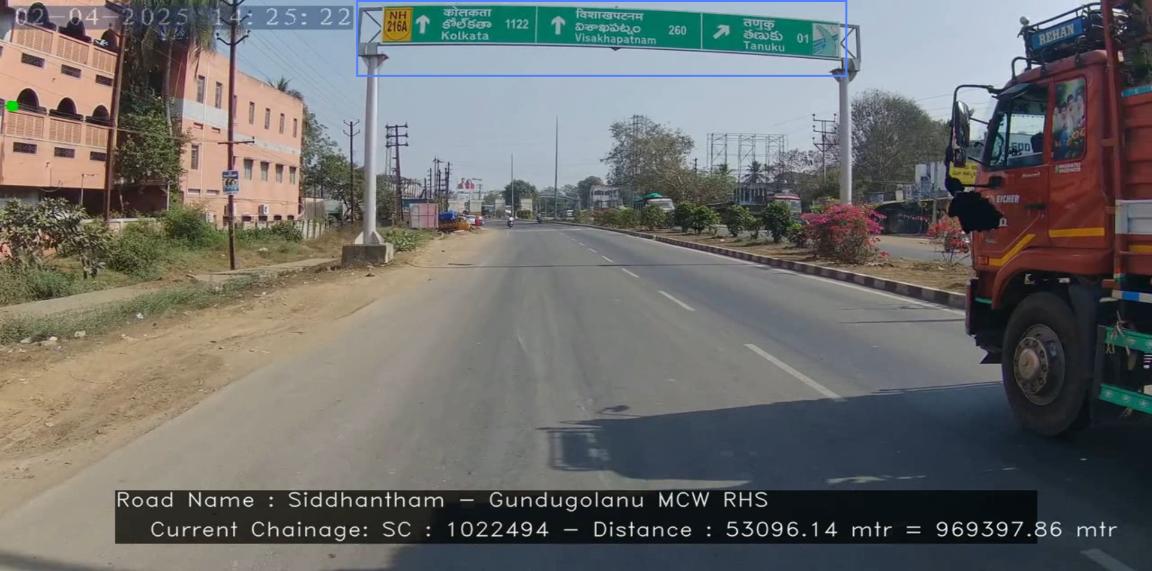 02-04-2025 14:25:22
NH
216A
कोलकता
కోల్‌కతా
Kolkata
1122
विशाखपटनम
విశాఖపట్నం
Visakhapatnam
260
तणुकु
తణుకు
Tanuku
01
REHAN
EICHER
Road Name : Siddhantham - Gundugolanu MCW RHS
Current Chainage: SC : 1022494 - Distance : 53096.14 mtr = 969397.86 mtr